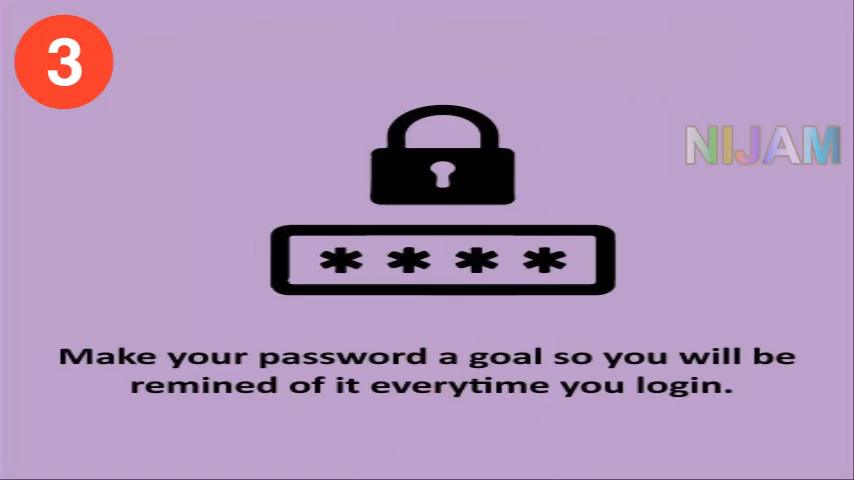 3
NIJAM
* * * *
Make your password a goal so you will be
remined of it everytime you login.